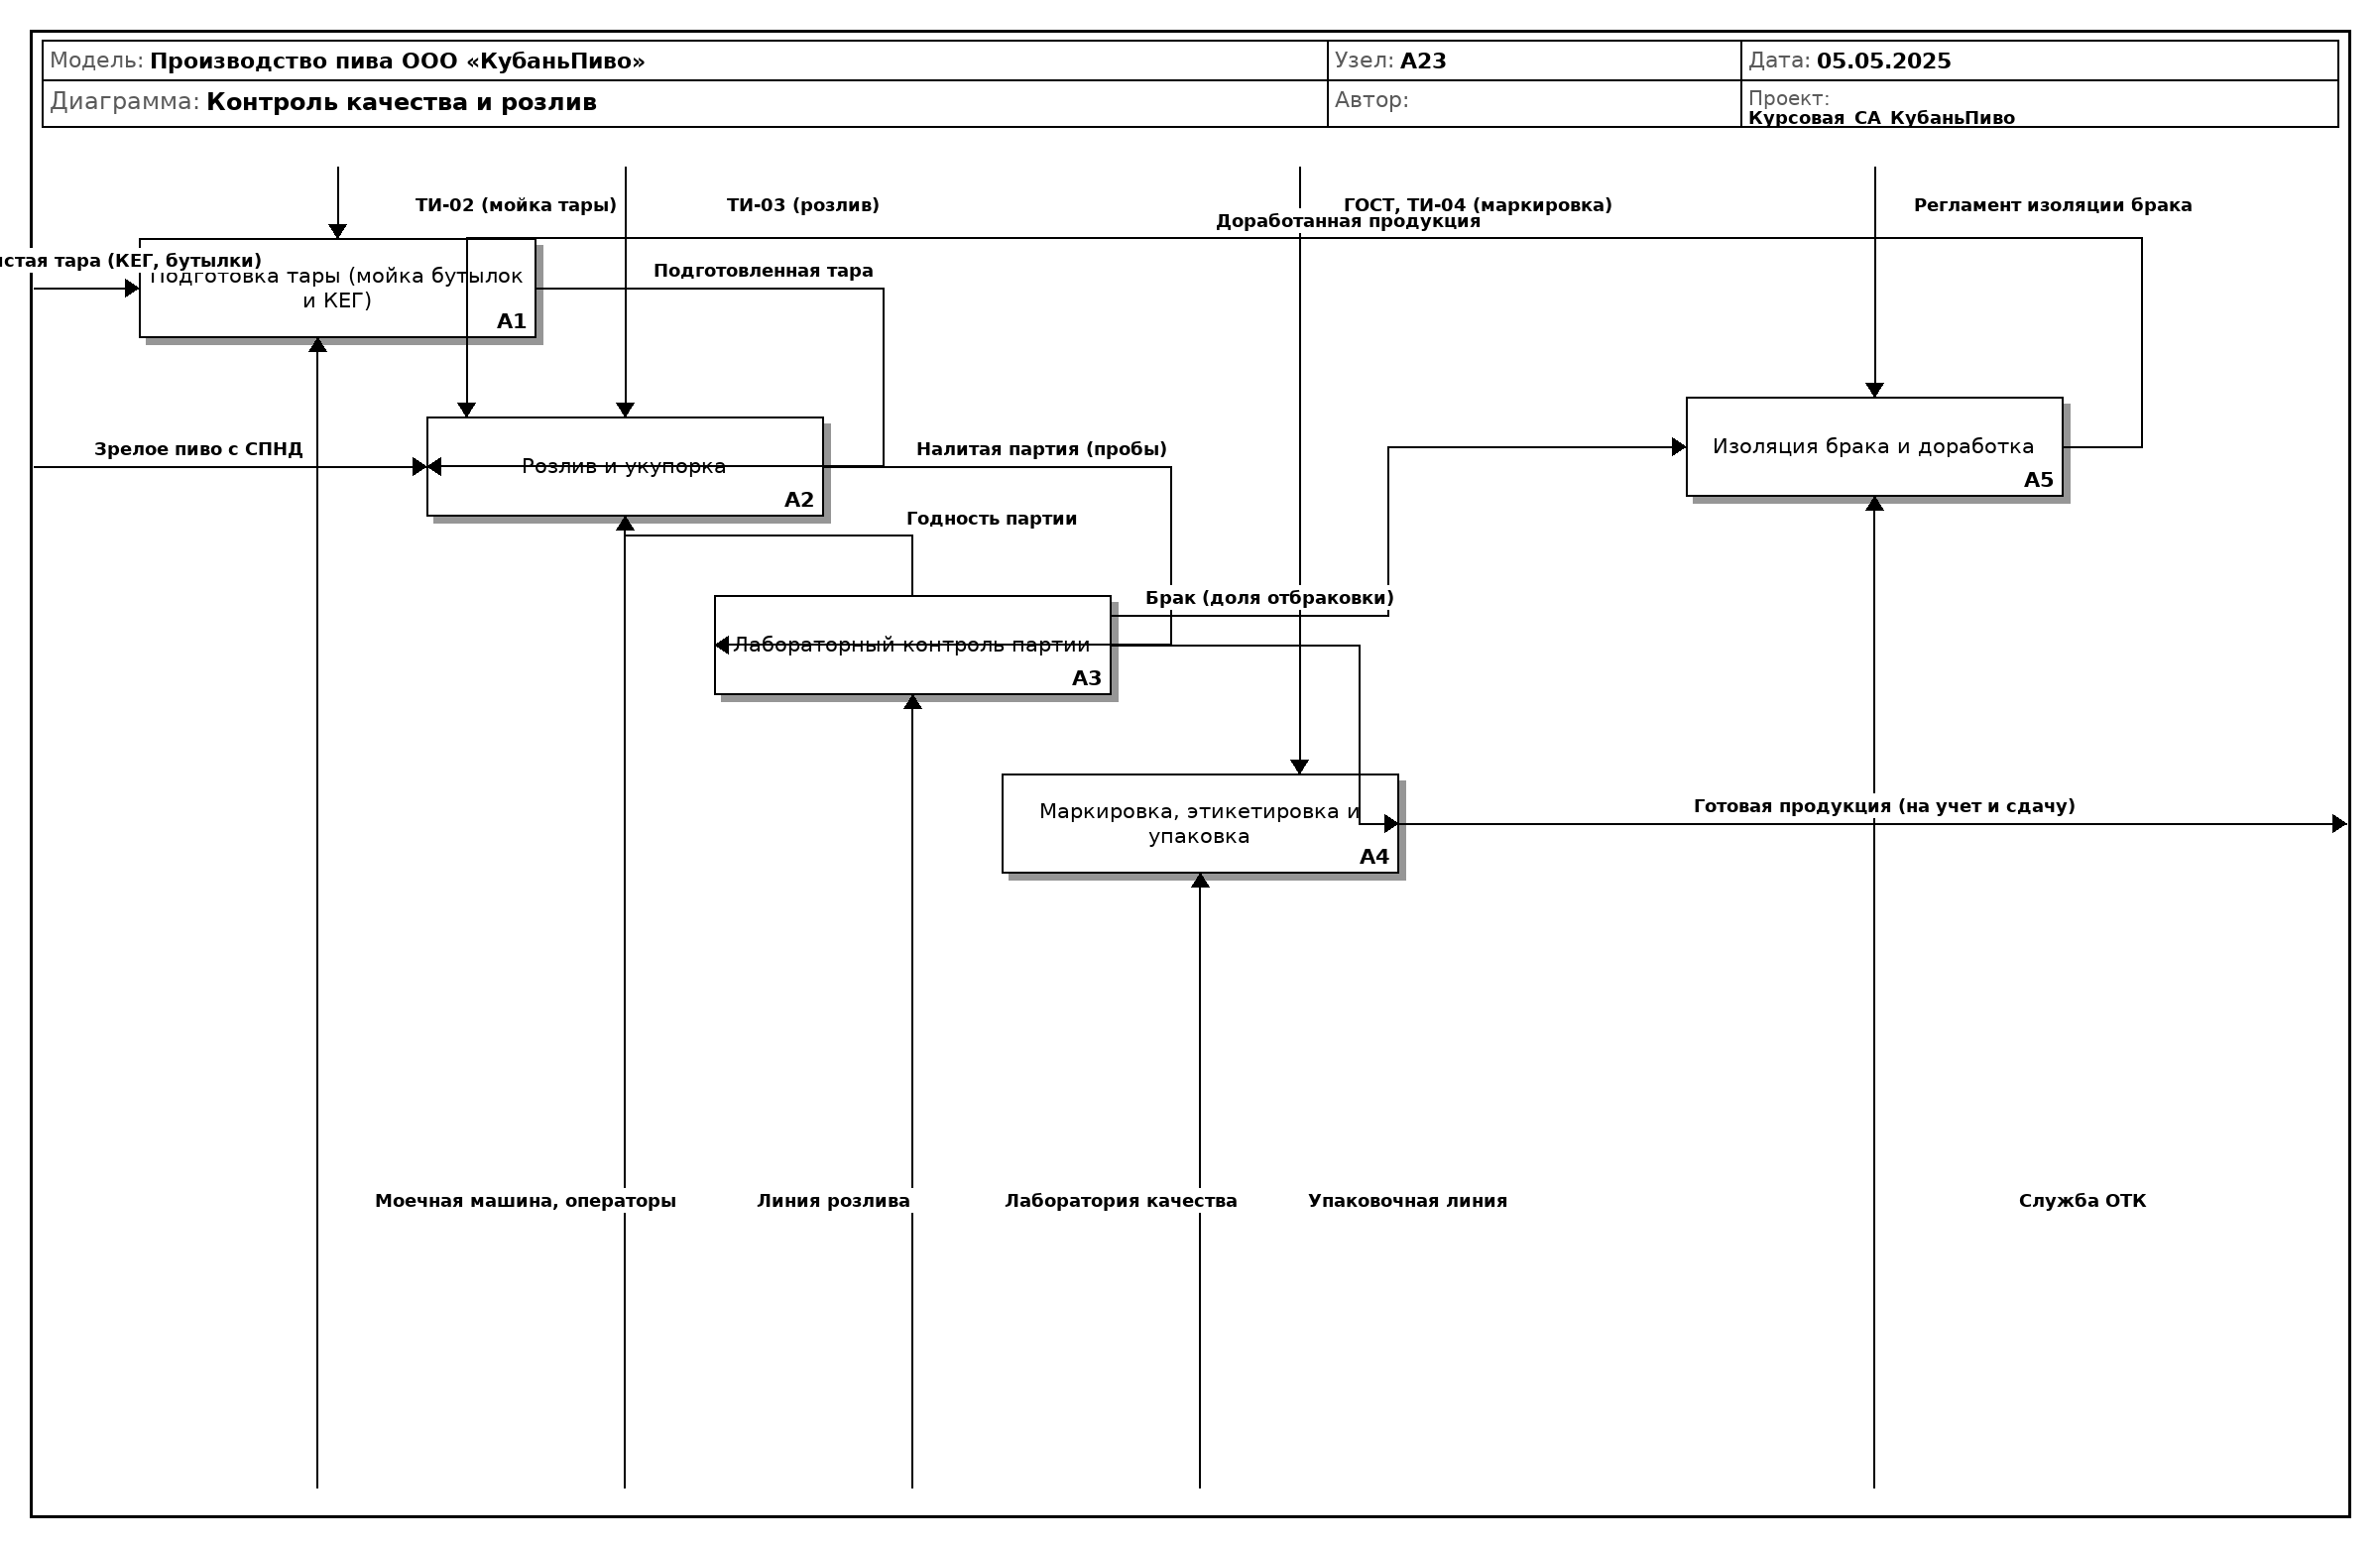 Модель: Производство пива ООО «КубаньПиво»
Узел: A23
Дата: 05.05.2025
Диаграмма: Контроль качества и розлив
Автор:
Проект:
Курсовая_СА_КубаньПиво
ТИ-02 (мойка тары)
ТИ-03 (розлив)
ГОСТ, ТИ-04 (маркировка)
Регламент изоляции брака
Доработанная продукция
тара (КЕГ, бутылки)
Подготовка тары (мойка бутылок
и КЕГ)
A1
Подготовленная тара
Зрелое пиво с СПНД
Розлив и укупорка
A2
Налитая партия (пробы)
Изоляция брака и доработка
A5
Годность партии
Брак (доля отбраковки)
Лабораторный контроль партии
A3
Маркировка, этикетировка и
упаковка
A4
Готовая продукция (на учет и сдачу)
Моечная машина, операторы
Линия розлива
Лаборатория качества
Упаковочная линия
Служба ОТК